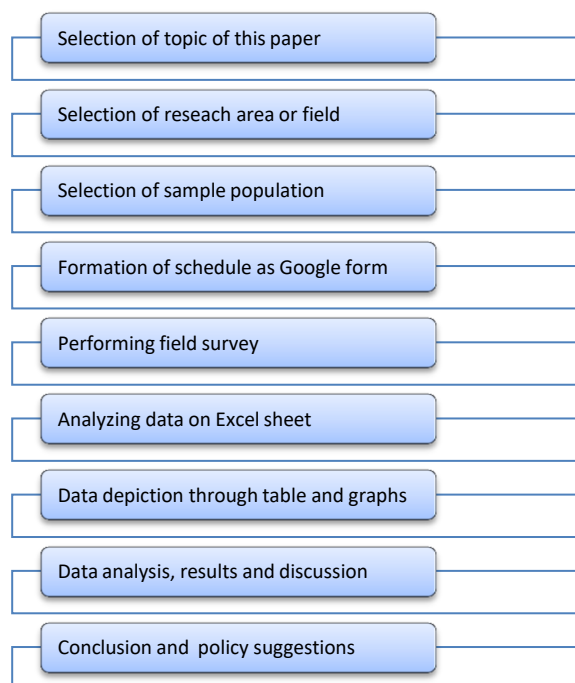 Selection of topic of this paper
Selection of reseach area or field
Selection of sample population
Formation of schedule as Google form
Performing field survey
Analyzing data on Excel sheet
Data depiction through table and graphs
Data analysis, results and discussion
Conclusion and policy suggestions